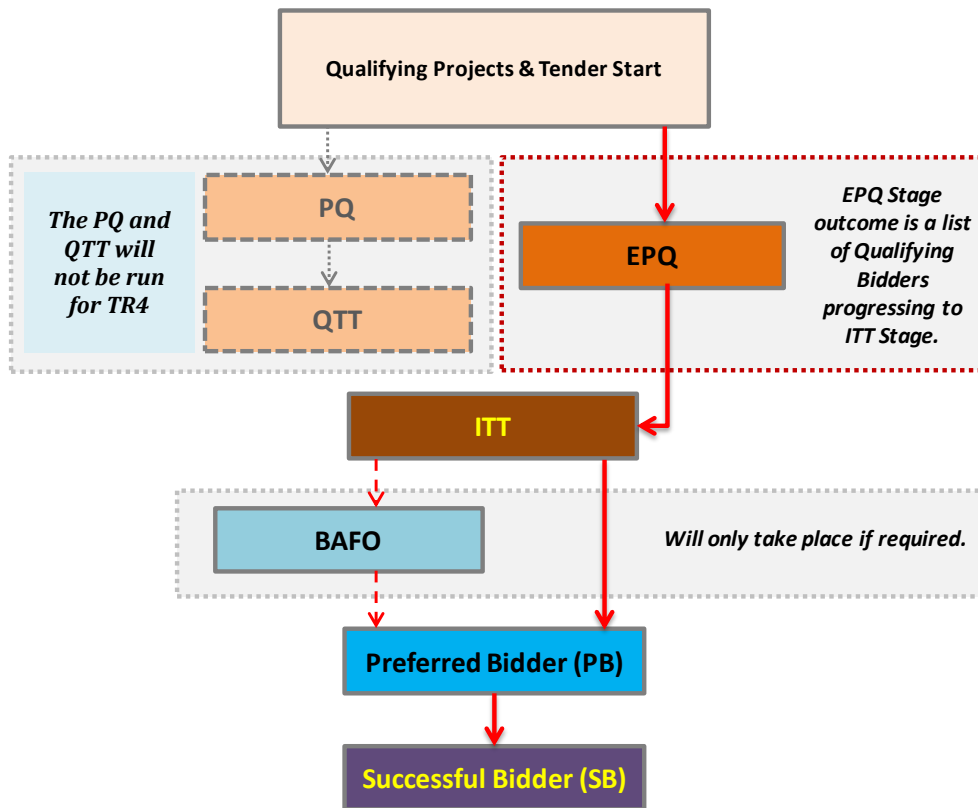 Qualifying Projects & Tender Start
The PQ and
QTT will
not be run
for TR4
PQ
QTT
EPQ
EPQ Stage
outcome is a list
of Qualifying
Bidders
progressing to
ITT Stage.
ITT
BAFO
Will only take place if required.
Preferred Bidder (PB)
Successful Bidder (SB)